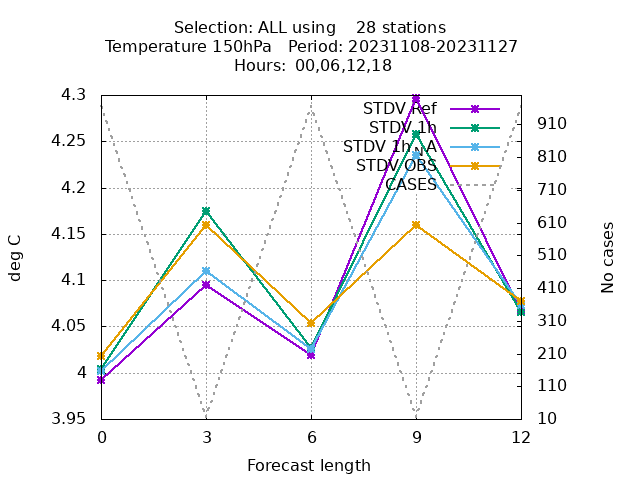 Selection: ALL using    28 stations
Temperature 150hPa   Period: 20231108-20231127
Hours:  00,06,12,18
4.3
4.25
4.2
4.15
4.1
4.05
4
3.95
deg C
0
3
6
9
12
Forecast length
910
810
710
610
510
410
310
210
110
10
No cases
STDV Ref
STDV 1h
STDV 1h_NA
STDV OBS
CASES